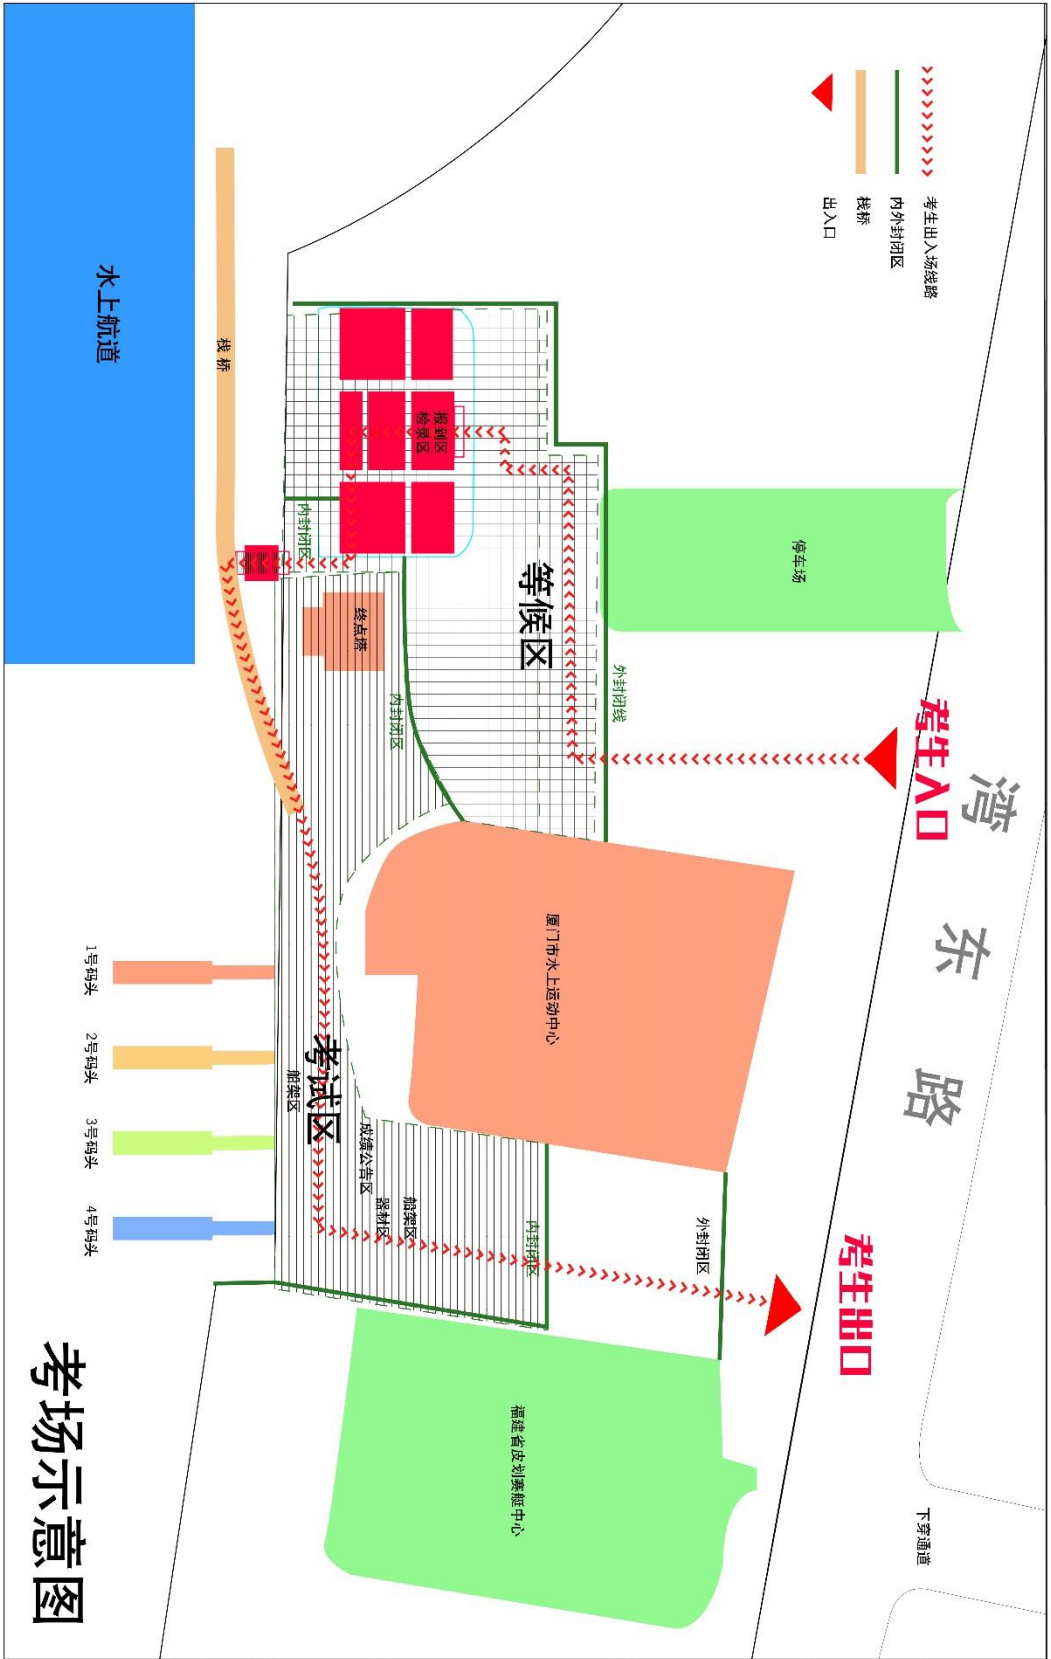 考生出入场线路
内外封闭区
栈桥
出入口
水上航道
栈 桥
报到区
检录区
内封闭区
等候区
停车场
终点塔
外封闭线
内封闭区
考生入口
湾东路
厦门市水上运动中心
1号码头
2号码头
3号码头
4号码头
考试区
船架区
成绩公告区
器材区
船架区
内封闭区
外封闭区
考生出口
福建省皮划赛艇中心
下穿通道
考场示意图